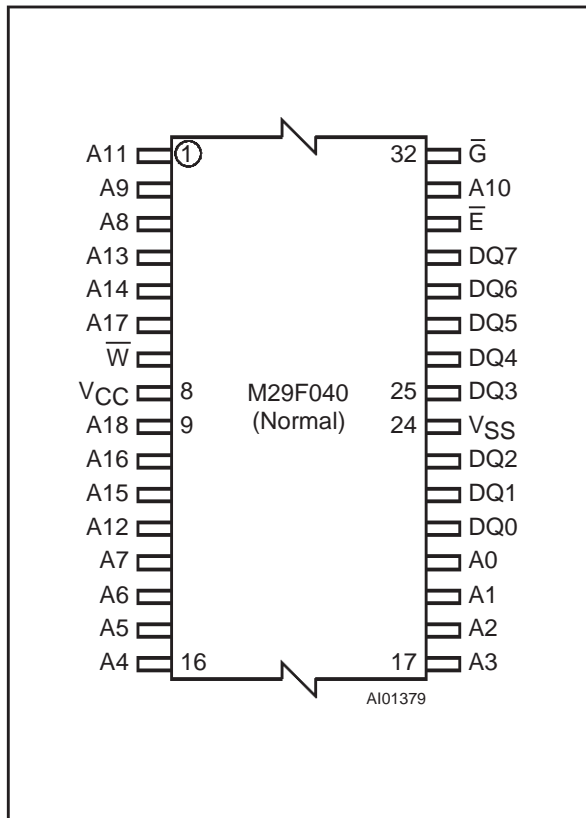 A11 1 32 G̅
A9 A10
A8 E̅
A13 DQ7
A14 DQ6
A17 DQ5
W̅ DQ4
VCC 8 M29F040 25 DQ3
A18 9 (Normal) 24 VSS
A16 DQ2
A15 DQ1
A12 DQ0
A7 A0
A6 A1
A5 A2
A4 16 17 A3
AI01379